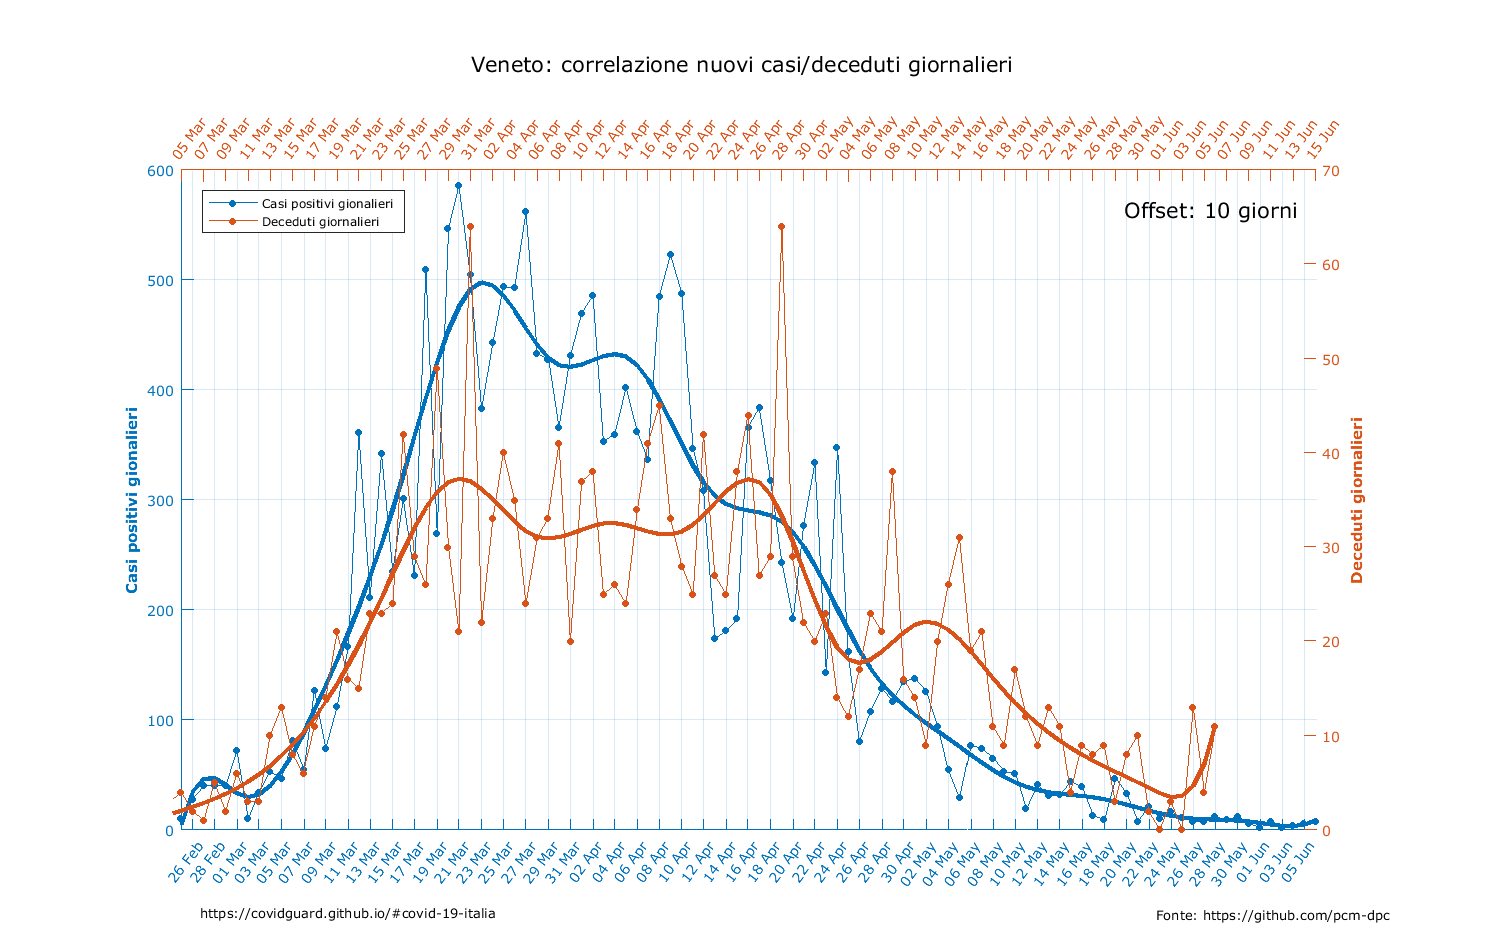 Veneto: correlazione nuovi casi/deceduti giornalieri
05 Mar
07 Mar
09 Mar
11 Mar
13 Mar
15 Mar
17 Mar
19 Mar
21 Mar
23 Mar
25 Mar
27 Mar
29 Mar
31 Mar
02 Apr
04 Apr
06 Apr
08 Apr
10 Apr
12 Apr
14 Apr
16 Apr
18 Apr
20 Apr
22 Apr
24 Apr
26 Apr
28 Apr
30 Apr
02 May
04 May
06 May
08 May
10 May
12 May
14 May
16 May
18 May
20 May
22 May
24 May
26 May
28 May
30 May
01 Jun
03 Jun
05 Jun
07 Jun
09 Jun
11 Jun
13 Jun
15 Jun
600
500
400
300
200
100
0
Casi positivi gionalieri
Casi positivi gionalieri
Deceduti giornalieri
Offset: 10 giorni
70
60
50
40
30
20
10
0
Deceduti giornalieri
26 Feb
28 Feb
01 Mar
03 Mar
05 Mar
07 Mar
09 Mar
11 Mar
13 Mar
15 Mar
17 Mar
19 Mar
21 Mar
23 Mar
25 Mar
27 Mar
29 Mar
31 Mar
02 Apr
04 Apr
06 Apr
08 Apr
10 Apr
12 Apr
14 Apr
16 Apr
18 Apr
20 Apr
22 Apr
24 Apr
26 Apr
28 Apr
30 Apr
02 May
04 May
06 May
08 May
10 May
12 May
14 May
16 May
18 May
20 May
22 May
24 May
26 May
28 May
30 May
01 Jun
03 Jun
05 Jun
https://covidguard.github.io/#covid-19-italia
Fonte: https://github.com/pcm-dpc